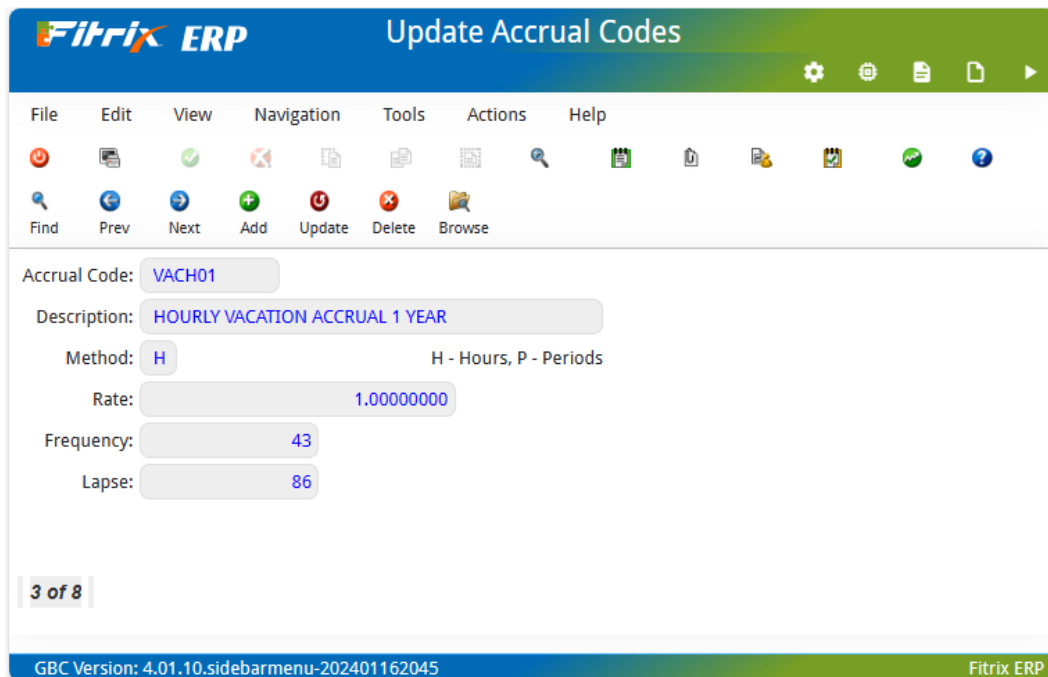 Fitrix ERP
Update Accrual Codes
File Edit View Navigation Tools Actions Help
Find Prev Next Add Update Delete Browse
Accrual Code: VACH01
Description: HOURLY VACATION ACCRUAL 1 YEAR
Method: H H - Hours, P - Periods
Rate: 1.00000000
Frequency: 43
Lapse: 86
3 of 8
GBC Version: 4.01.10.sidebarmenu-202401162045 Fitrix ERP